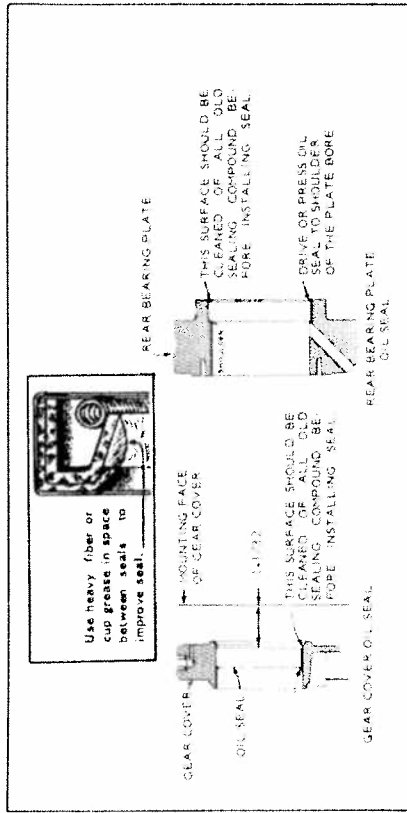 Use heavy fiber or
cup grease in space
between seals to
improve seal.
GEAR COVER
MOUNTING FACE
OF GEAR COVER
OIL SEAL
THIS SURFACE SHOULD BE
CLEANED OF ALL OLD
SEALING COMPOUND BE-
FORE INSTALLING SEAL
GEAR COVER OIL SEAL
REAR BEARING PLATE
THIS SURFACE SHOULD BE
CLEANED OF ALL OLD
SEALING COMPOUND BE-
FORE INSTALLING SEAL
SHOULDER
DRIVE OR PRESS OIL
SEAL TO SHOULDER
OF THE PLATE BORE
REAR BEARING PLATE
OIL SEAL